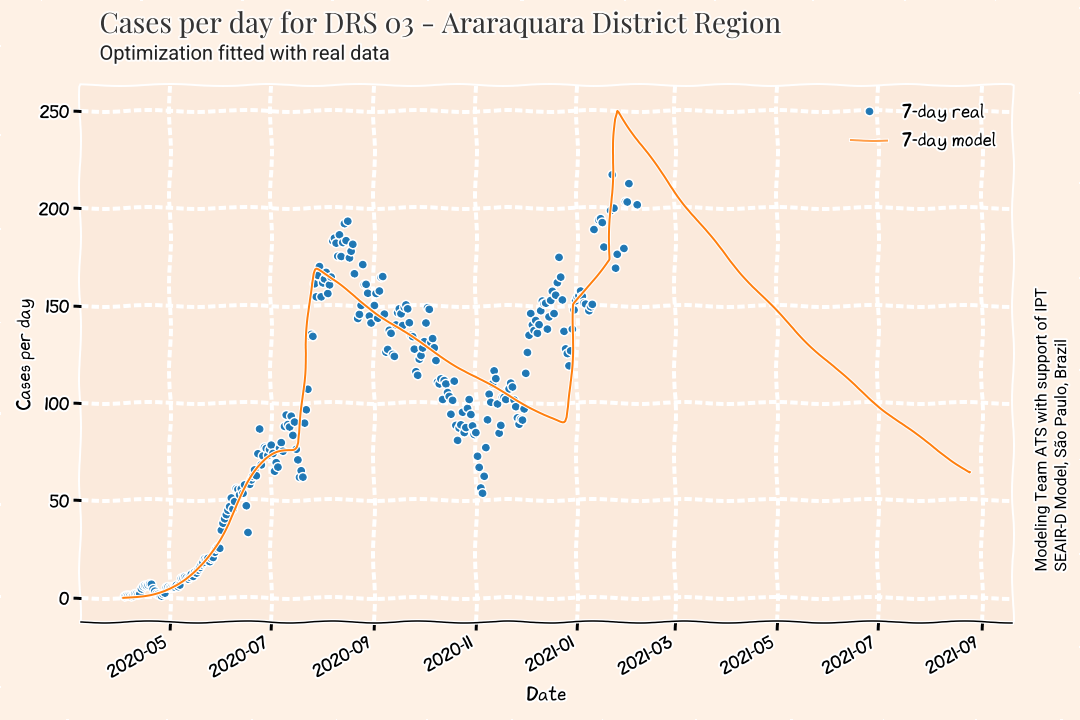 Cases per day for DRS 03 - Araraquara District Region
Optimization fitted with real data
7-day real
7-day model
250
200
150
100
50
0
Cases per day
2020-05
2020-07
2020-09
2020-11
2021-01
2021-03
2021-05
2021-07
2021-09
Date
Modeling Team ATS with support of IPT
SEAIR-D Model, São Paulo, Brazil